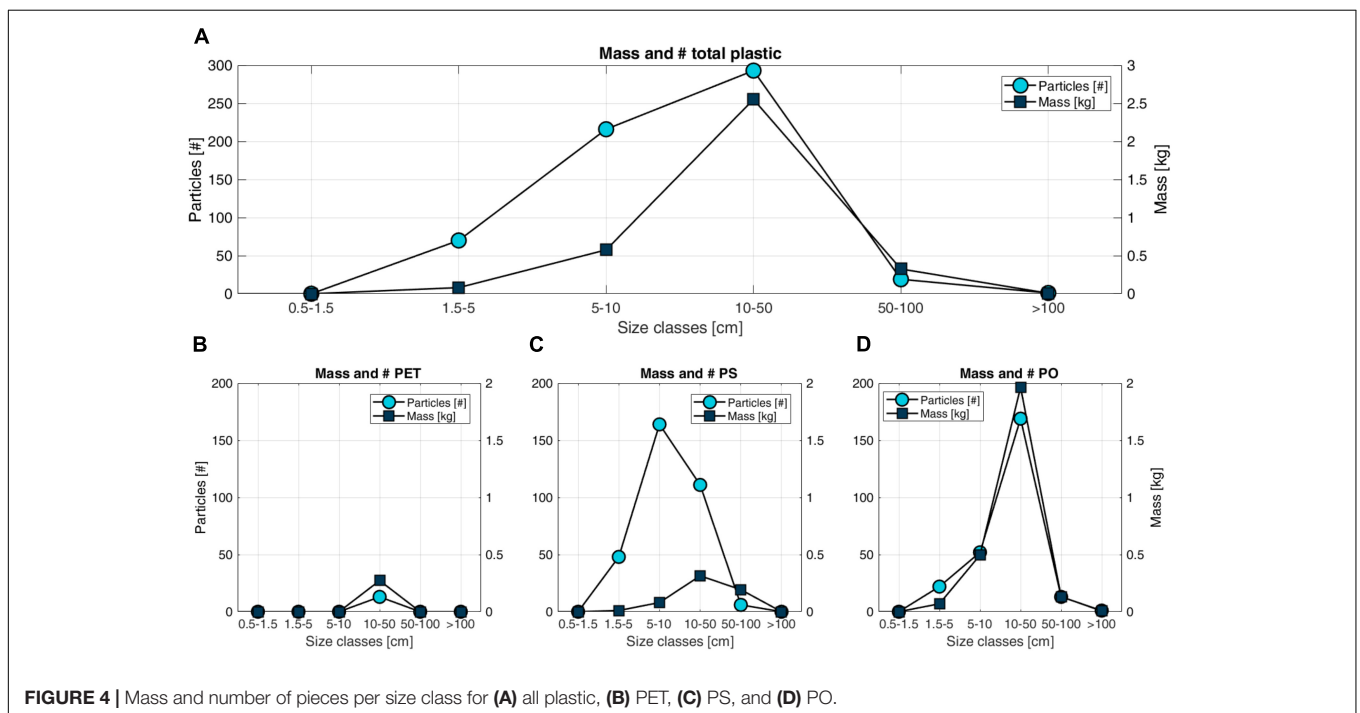 A
Mass and # total plastic
Particles [#]
Mass [kg]
300
250
200
150
100
50
0
Particles [#]
3
2.5
2
1.5
1
0.5
0
Mass [kg]
0.5-1.5 1.5-5 5-10 10-50 50-100 >100
Size classes [cm]
B
Mass and # PET
Particles [#]
Mass [kg]
200
150
100
50
0
Particles [#]
2
1.5
1
0.5
0
0.5-1.5 1.5-5 5-10 10-50 50-100 >100
Size classes [cm]
C
Mass and # PS
Particles [#]
Mass [kg]
200
150
100
50
0
2
1.5
1
0.5
0
0.5-1.5 1.5-5 5-10 10-50 50-100 >100
Size classes [cm]
D
Mass and # PO
Particles [#]
Mass [kg]
200
150
100
50
0
2
1.5
1
0.5
0
Mass [kg]
0.5-1.5 1.5-5 5-10 10-50 50-100 >100
Size classes [cm]
FIGURE 4 | Mass and number of pieces per size class for (A) all plastic, (B) PET, (C) PS, and (D) PO.